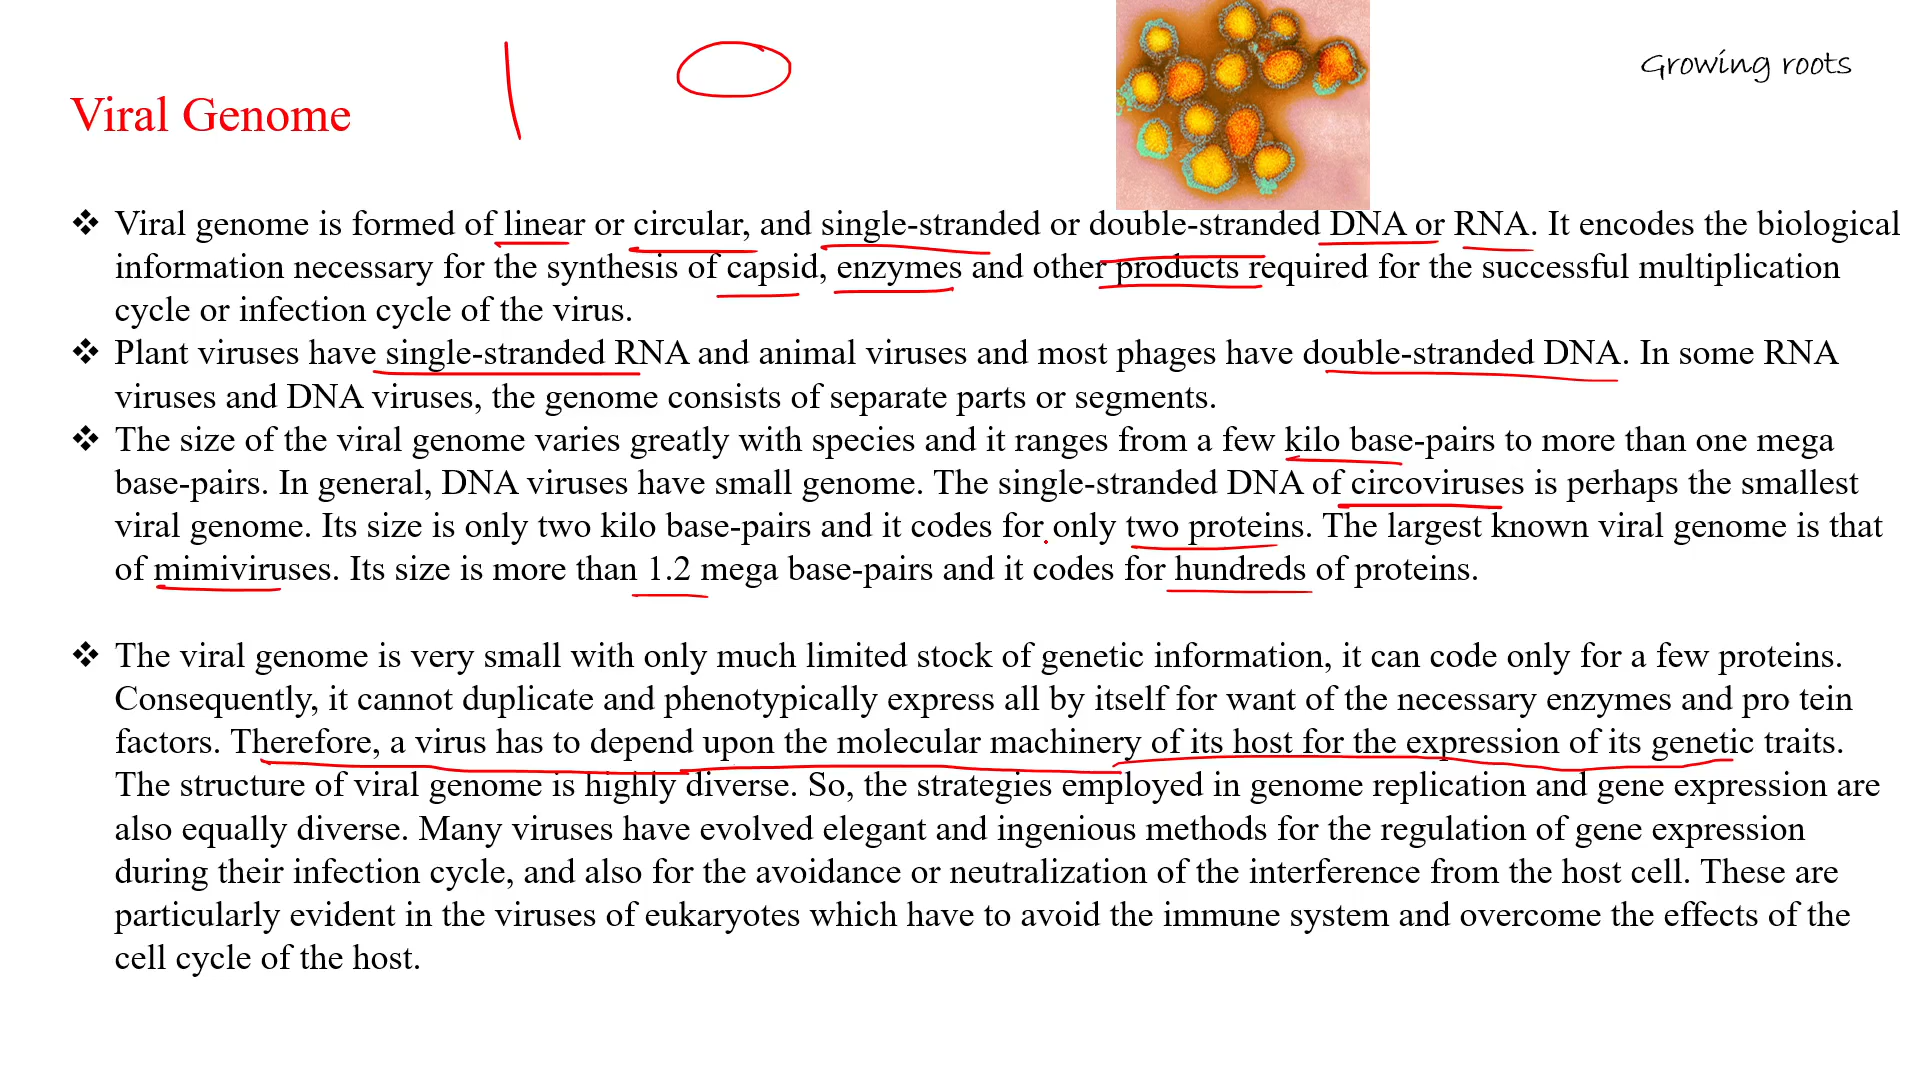 Growing roots
Viral Genome
❖ Viral genome is formed of linear or circular, and single-stranded or double-stranded DNA or RNA. It encodes the biological
information necessary for the synthesis of capsid, enzymes and other products required for the successful multiplication
cycle or infection cycle of the virus.
❖ Plant viruses have single-stranded RNA and animal viruses and most phages have double-stranded DNA. In some RNA
viruses and DNA viruses, the genome consists of separate parts or segments.
❖ The size of the viral genome varies greatly with species and it ranges from a few kilo base-pairs to more than one mega
base-pairs. In general, DNA viruses have small genome. The single-stranded DNA of circoviruses is perhaps the smallest
viral genome. Its size is only two kilo base-pairs and it codes for only two proteins. The largest known viral genome is that
of mimiviruses. Its size is more than 1.2 mega base-pairs and it codes for hundreds of proteins.
❖ The viral genome is very small with only much limited stock of genetic information, it can code only for a few proteins.
Consequently, it cannot duplicate and phenotypically express all by itself for want of the necessary enzymes and pro tein
factors. Therefore, a virus has to depend upon the molecular machinery of its host for the expression of its genetic traits.
The structure of viral genome is highly diverse. So, the strategies employed in genome replication and gene expression are
also equally diverse. Many viruses have evolved elegant and ingenious methods for the regulation of gene expression
during their infection cycle, and also for the avoidance or neutralization of the interference from the host cell. These are
particularly evident in the viruses of eukaryotes which have to avoid the immune system and overcome the effects of the
cell cycle of the host.